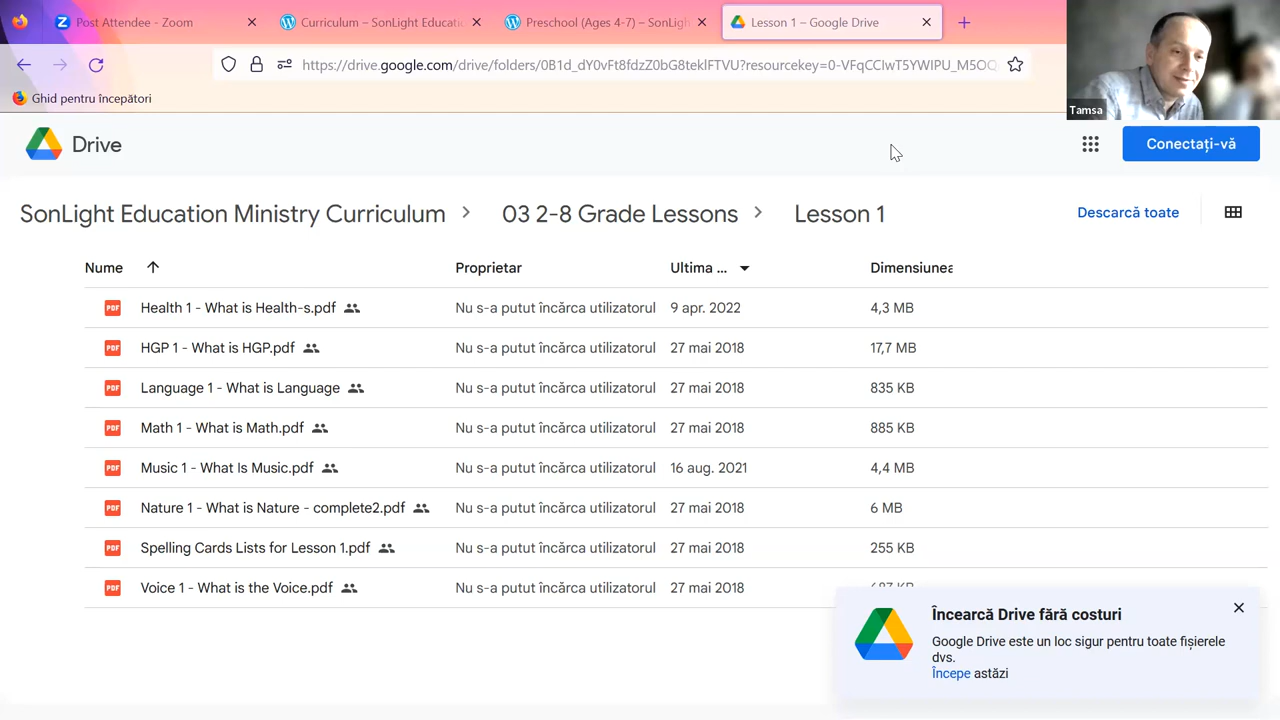 Post Attendee - Zoom
Curriculum – SonLight Educatio
Preschool (Ages 4-7) – SonLigh
Lesson 1 – Google Drive
https://drive.google.com/drive/folders/0B1d_dY0vFt8fdzZ0bG8teklFTVU?resourcekey=0-VFqCCIwT5YWIPU_M5OQ
Ghid pentru începători
Tamsa
Drive
Conectați-vă
SonLight Education Ministry Curriculum
03 2-8 Grade Lessons
Lesson 1
Descarcă toate
Nume Proprietar Ultima ... Dimensiunea
Health 1 - What is Health-s.pdf Nu s-a putut încărca utilizatorul 9 apr. 2022 4,3 MB
HGP 1 - What is HGP.pdf Nu s-a putut încărca utilizatorul 27 mai 2018 17,7 MB
Language 1 - What is Language Nu s-a putut încărca utilizatorul 27 mai 2018 835 KB
Math 1 - What is Math.pdf Nu s-a putut încărca utilizatorul 27 mai 2018 885 KB
Music 1 - What Is Music.pdf Nu s-a putut încărca utilizatorul 16 aug. 2021 4,4 MB
Nature 1 - What is Nature - complete2.pdf Nu s-a putut încărca utilizatorul 27 mai 2018 6 MB
Spelling Cards Lists for Lesson 1.pdf Nu s-a putut încărca utilizatorul 27 mai 2018 255 KB
Voice 1 - What is the Voice.pdf Nu s-a putut încărca utilizatorul 27 mai 2018
Încearcă Drive fără costuri
Google Drive este un loc sigur pentru toate fișierele
dvs.
Începe astăzi